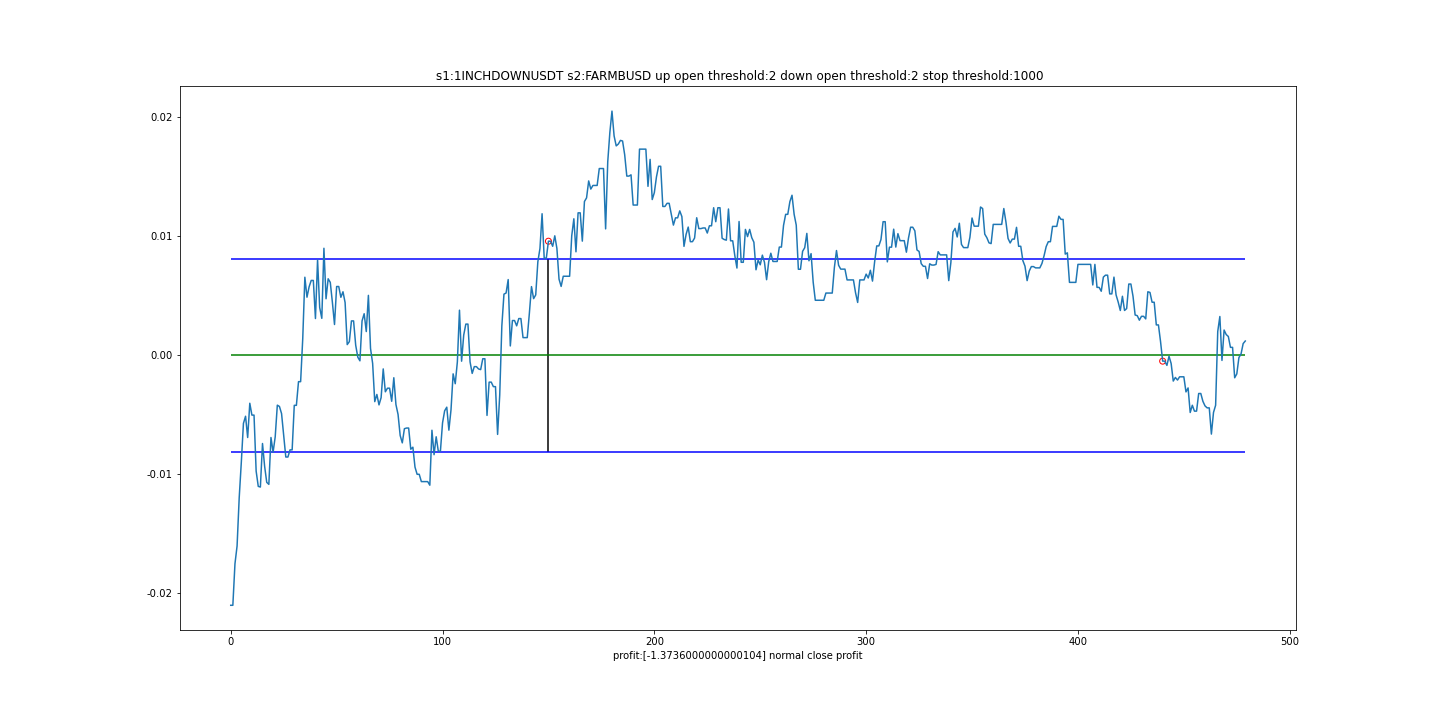 s1:1INCHDOWNUSDT s2:FARMBUSD up open threshold:2 down open threshold:2 stop threshold:1000
0.02
0.01
0.00
-0.01
-0.02
0 100 200 300 400 500
profit:[-1.3736000000000104] normal close profit